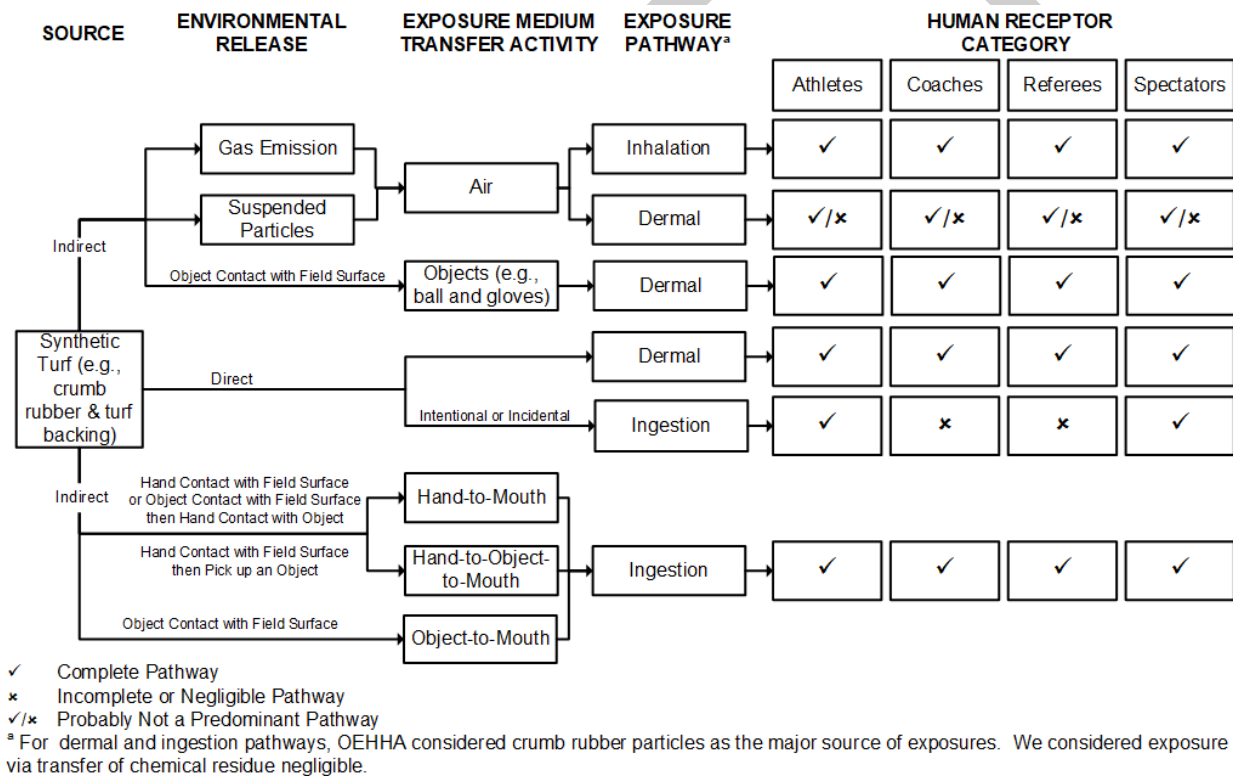 SOURCE
ENVIRONMENTAL
RELEASE
EXPOSURE MEDIUM
TRANSFER ACTIVITY
EXPOSURE
PATHWAYᵃ
HUMAN RECEPTOR
CATEGORY
Athletes
Coaches
Referees
Spectators
Gas Emission
Inhalation
✓
✓
✓
✓
Air
Suspended
Particles
Dermal
✓/×
✓/×
✓/×
✓/×
Indirect
Object Contact with Field Surface
Objects (e.g.,
ball and gloves)
Dermal
✓
✓
✓
✓
Synthetic
Turf (e.g.,
crumb
rubber & turf
backing)
Direct
Dermal
✓
✓
✓
✓
Intentional or Incidental
Ingestion
✓
×
×
✓
Indirect
Hand Contact with Field Surface
or Object Contact with Field Surface
then Hand Contact with Object
Hand-to-Mouth
Hand Contact with Field Surface
then Pick up an Object
Hand-to-Object-
to-Mouth
Ingestion
✓
✓
✓
✓
Object Contact with Field Surface
Object-to-Mouth
✓ Complete Pathway
× Incomplete or Negligible Pathway
✓/× Probably Not a Predominant Pathway
ᵃ For dermal and ingestion pathways, OEHHA considered crumb rubber particles as the major source of exposures. We considered exposure
via transfer of chemical residue negligible.